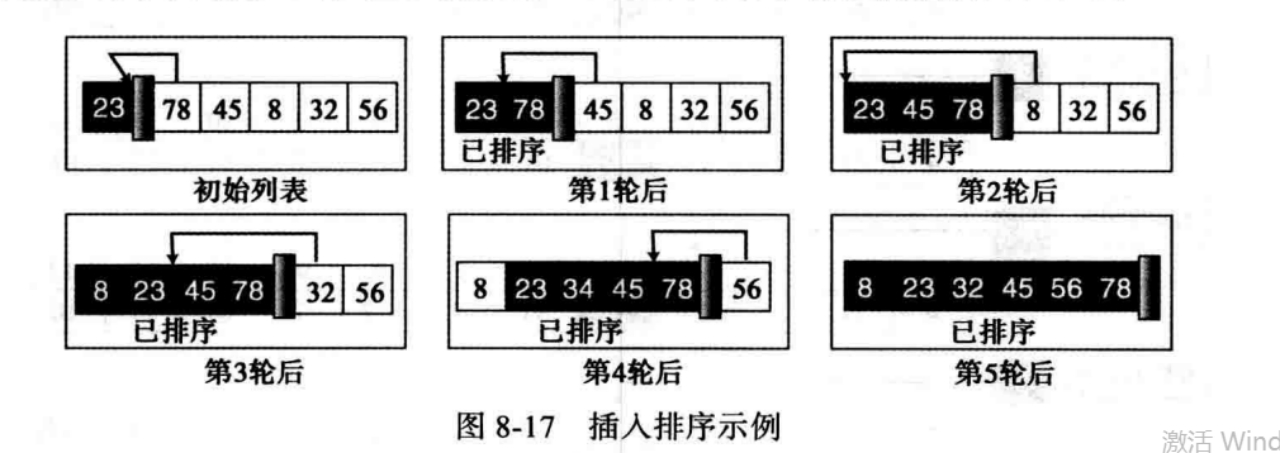 23 78 45 8 32 56
初始列表
23 78 45 8 32 56
已排序
第1轮后
23 45 78 8 32 56
已排序
第2轮后
8 23 45 78 32 56
已排序
第3轮后
8 23 34 45 78 56
已排序
第4轮后
8 23 32 45 56 78
已排序
第5轮后
图 8-17 插入排序示例
激活 Wind